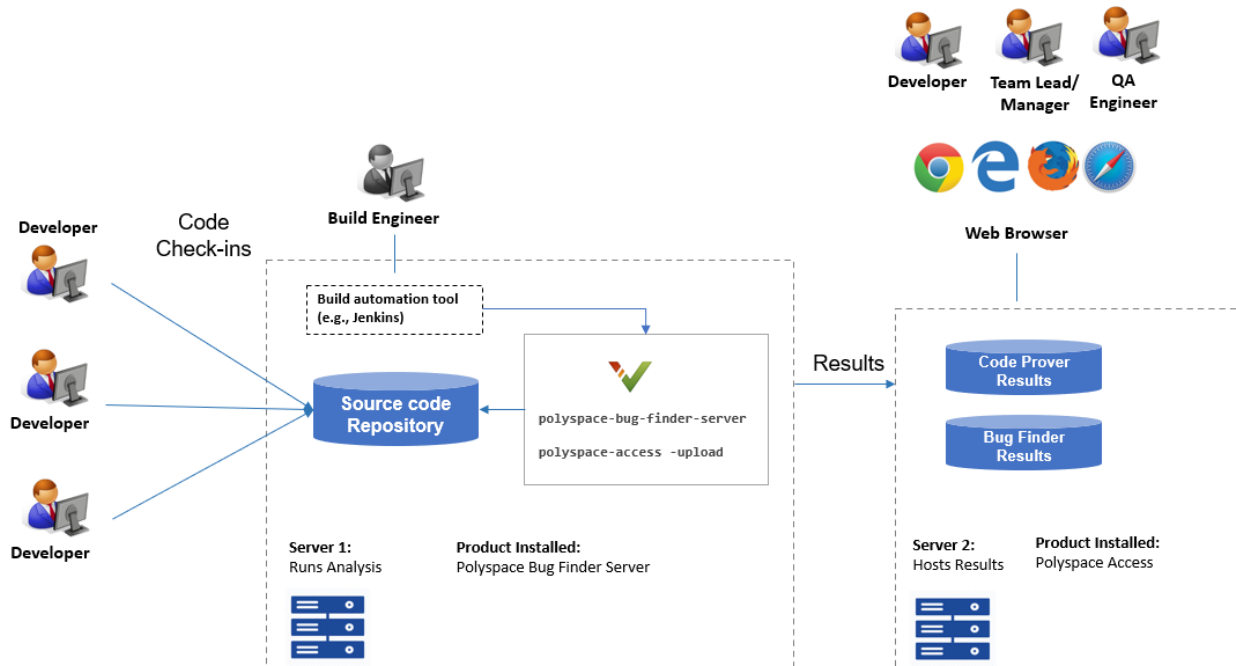 Developer
Team Lead/
Manager
QA
Engineer
Build Engineer
Web Browser
Developer
Code
Check-ins
Build automation tool
(e.g., Jenkins)
Source code
Repository
polyspace-bug-finder-server
polyspace-access -upload
Results
Code Prover
Results
Bug Finder
Results
Developer
Developer
Server 1:
Runs Analysis
Product Installed:
Polyspace Bug Finder Server
Server 2:
Hosts Results
Product Installed:
Polyspace Access